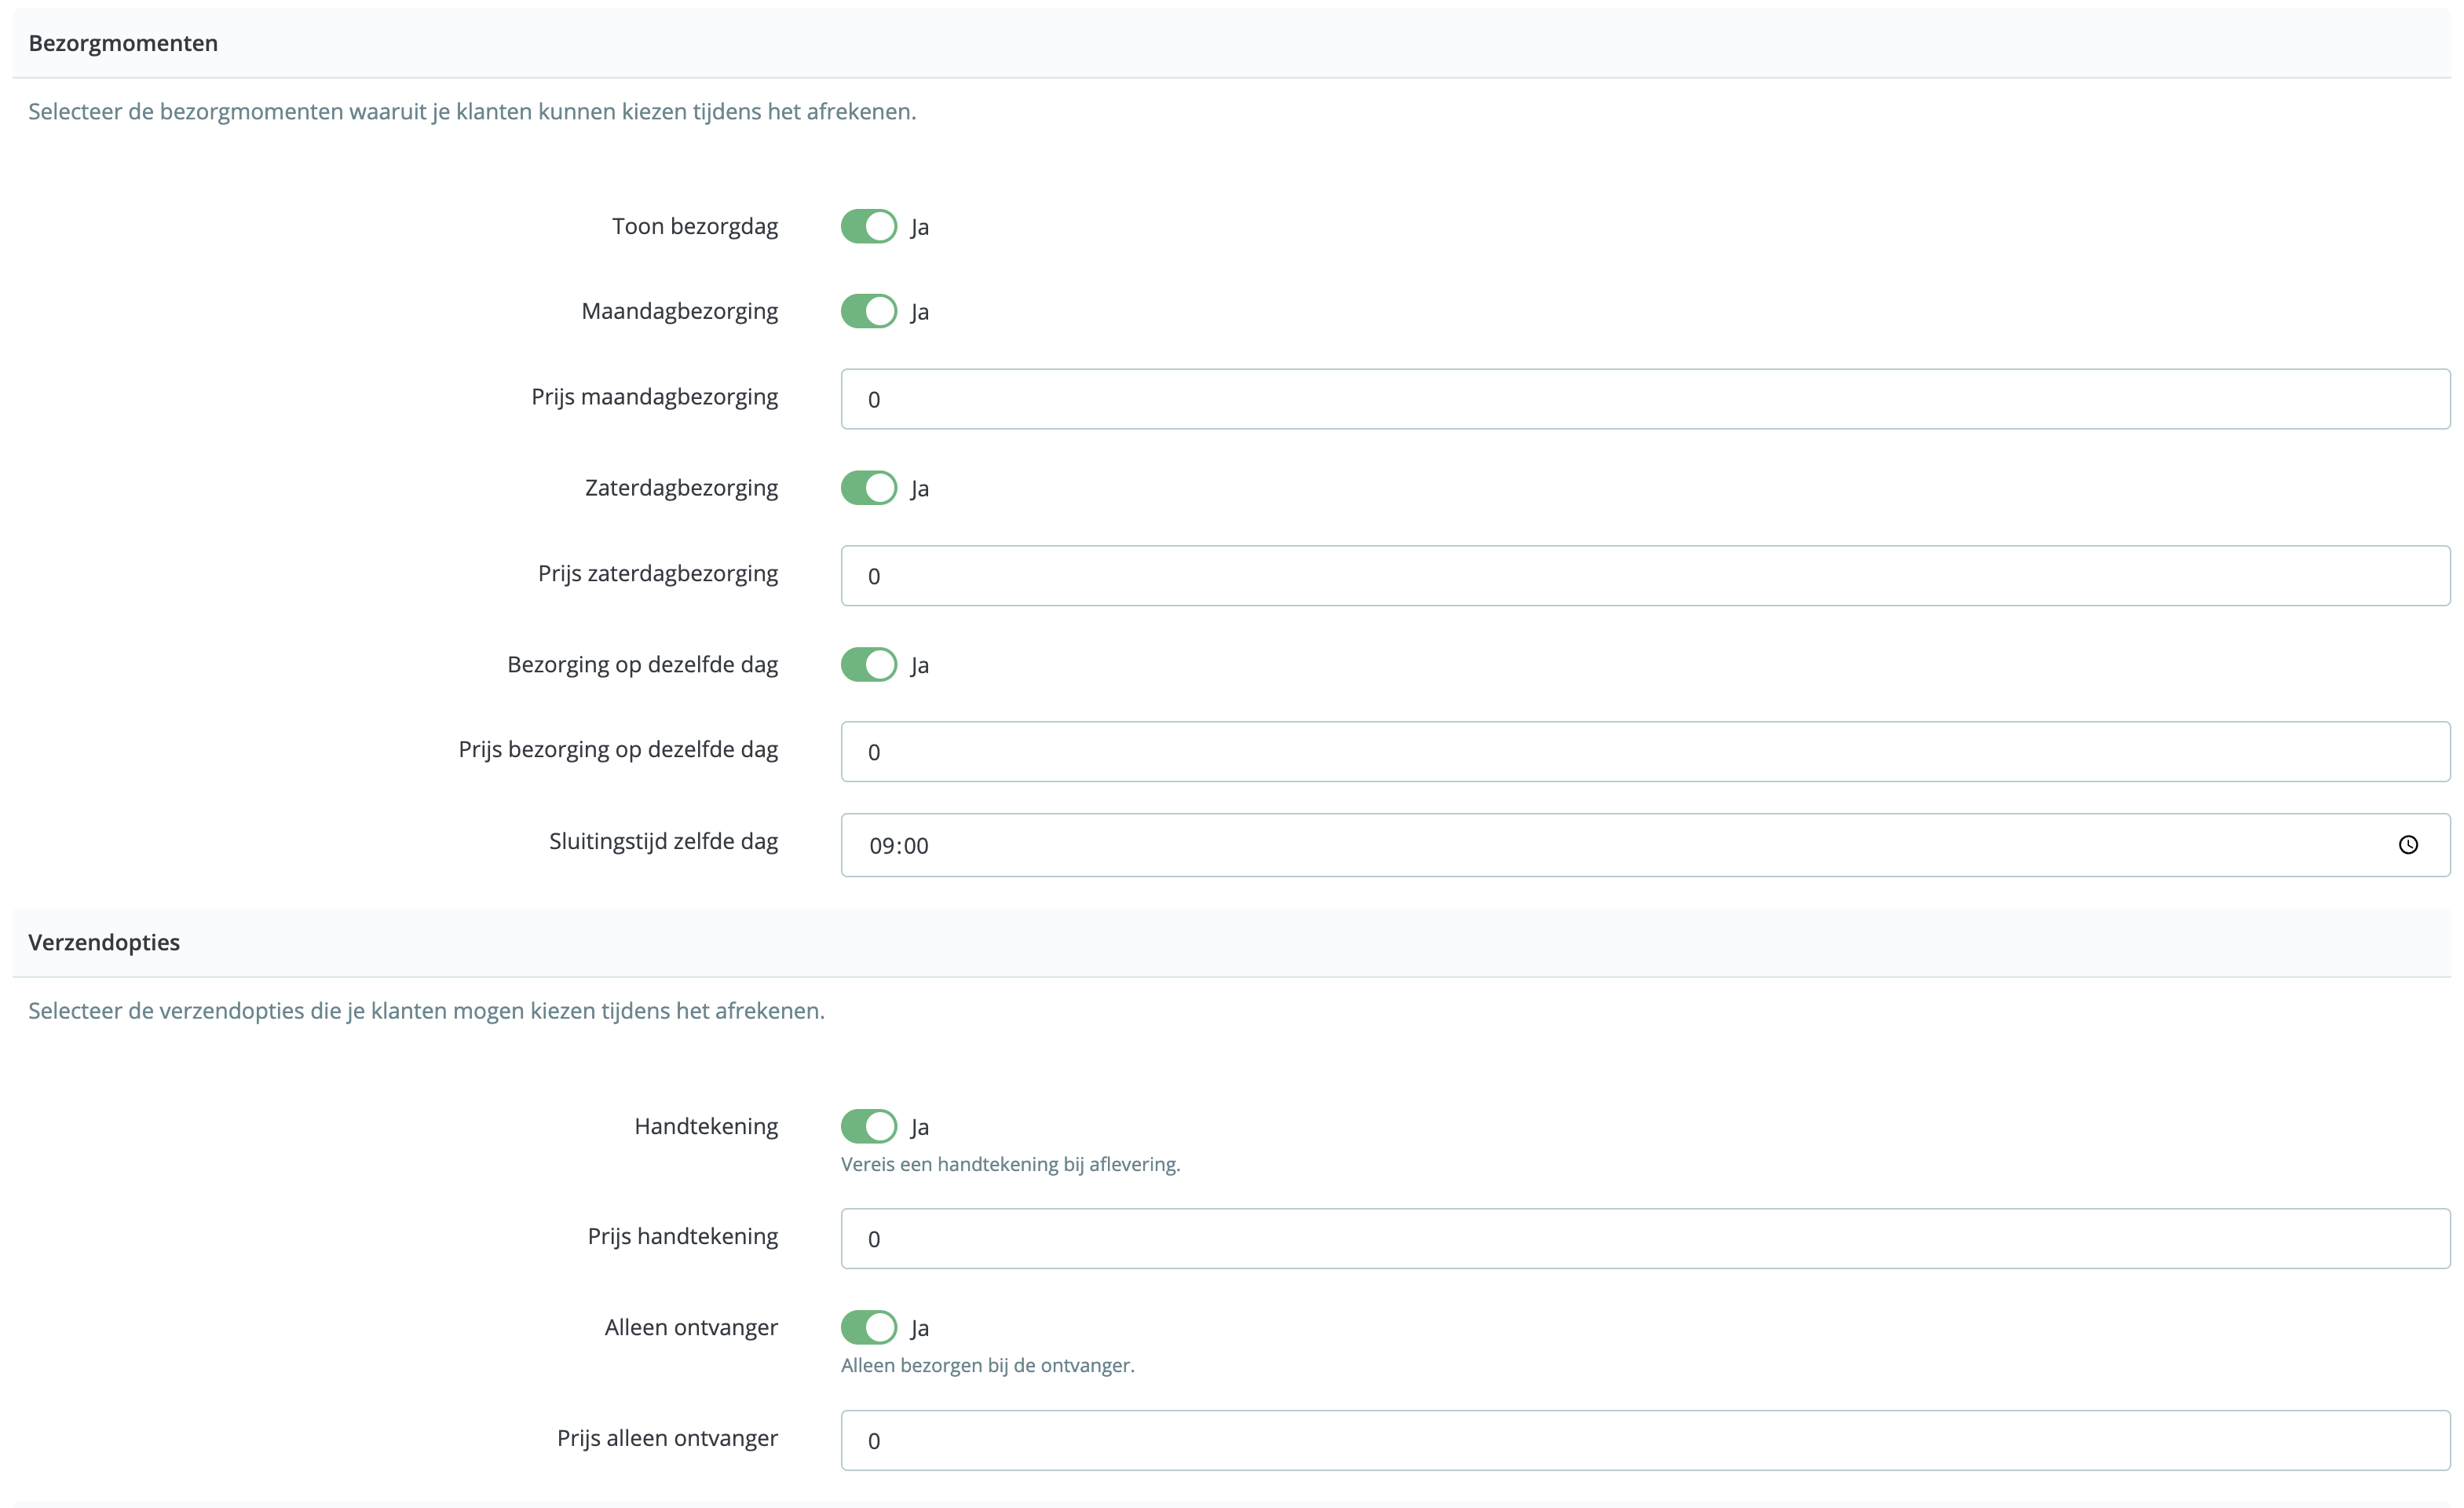 Bezorgmomenten
Selecteer de bezorgmomenten waaruit je klanten kunnen kiezen tijdens het afrekenen.
Toon bezorgdag Ja
Maandagbezorging Ja
Prijs maandagbezorging 0
Zaterdagbezorging Ja
Prijs zaterdagbezorging 0
Bezorging op dezelfde dag Ja
Prijs bezorging op dezelfde dag 0
Sluitingstijd zelfde dag 09:00
Verzendopties
Selecteer de verzendopties die je klanten mogen kiezen tijdens het afrekenen.
Handtekening Ja
Vereis een handtekening bij aflevering.
Prijs handtekening 0
Alleen ontvanger Ja
Alleen bezorgen bij de ontvanger.
Prijs alleen ontvanger 0